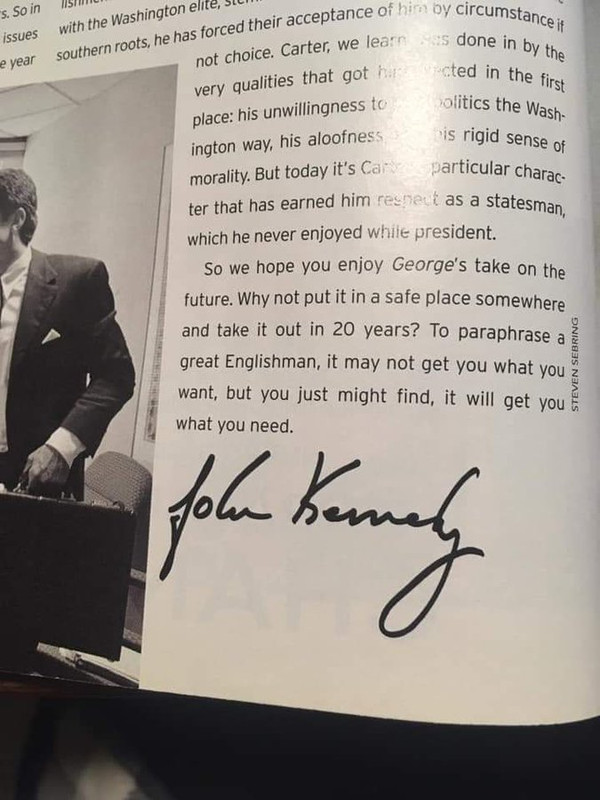 s. So in
issues
e year
with the Washington elite,
southern roots, he has forced their acceptance of him by circumstance if
not choice. Carter, we learn done in by the
very qualities that got in the first
place: his unwillingness to politics the Wash-
ington way, his aloofness his rigid sense of
morality. But today it's particular charac-
ter that has earned him respect as a statesman,
which he never enjoyed while president.
So we hope you enjoy George's take on the
future. Why not put it in a safe place somewhere
and take it out in 20 years? To paraphrase a
great Englishman, it may not get you what you
want, but you just might find, it will get you
what you need.
STEVEN SEBRING
John Kennedy